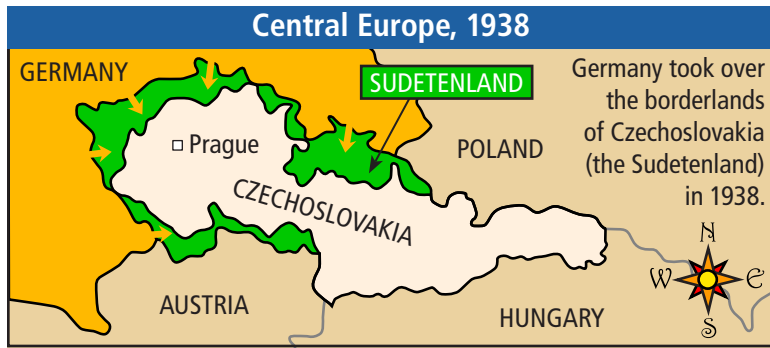 Central Europe, 1938
GERMANY
SUDETENLAND
Germany took over
the borderlands
of Czechoslovakia
(the Sudetenland)
in 1938.
Prague
POLAND
CZECHOSLOVAKIA
AUSTRIA
HUNGARY
N
W
E
S